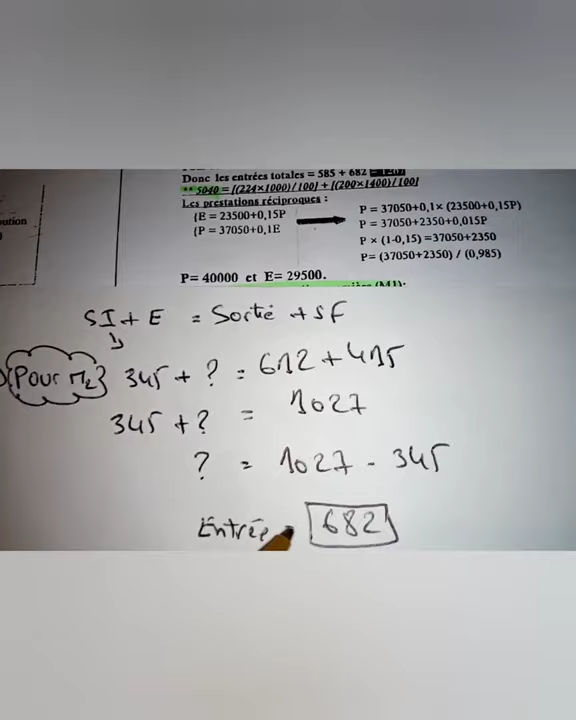 Donc les entrées totales = 585 + 682 = 1267
** 5040 = [(224×1000)/100] + [(200×1400)/100]
Les prestations réciproques :
{E = 23500+0,15P
{P = 37050+0,1E
P = 37050+0,1× (23500+0,15P)
P = 37050+2350+0,015P
P × (1-0,15) =37050+2350
P= (37050+2350) / (0,985)
P= 40000 et E= 29500.
(M1).
SI + E = Sortie + SF
{Pour M2} 345 + ? = 612 + 415
345 + ? = 1027
? = 1027 - 345
Entrée = 682